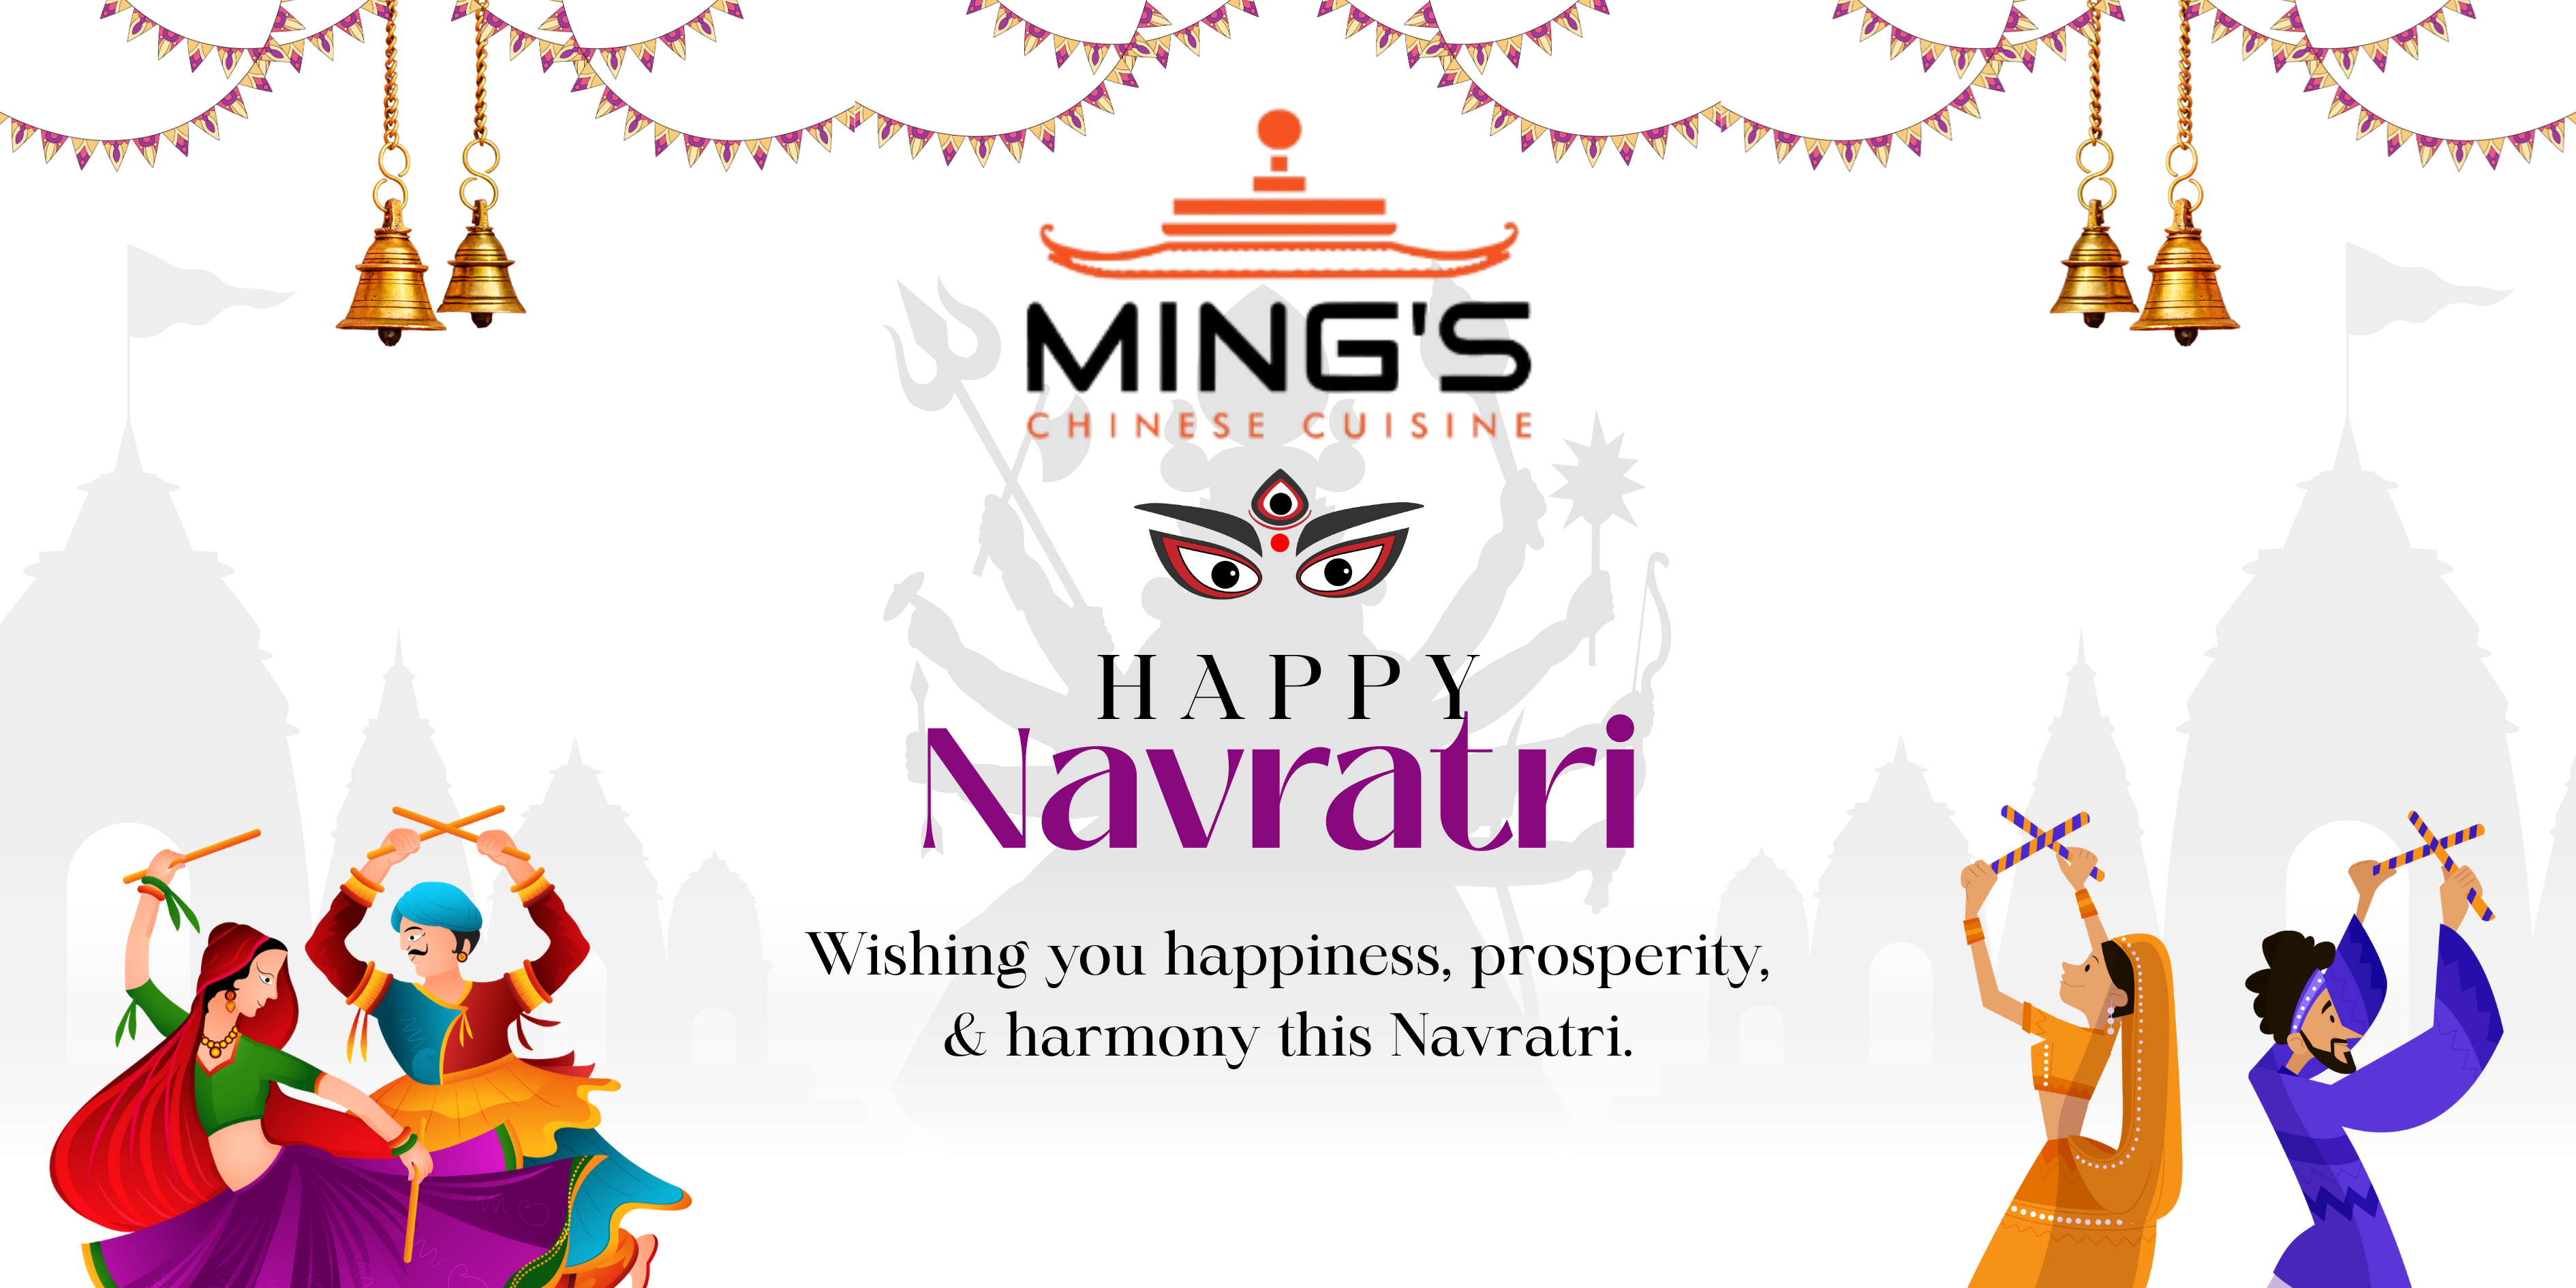 MING'S
CHINESE CUISINE
HAPPY
Navratri
Wishing you happiness, prosperity,
& harmony this Navratri.